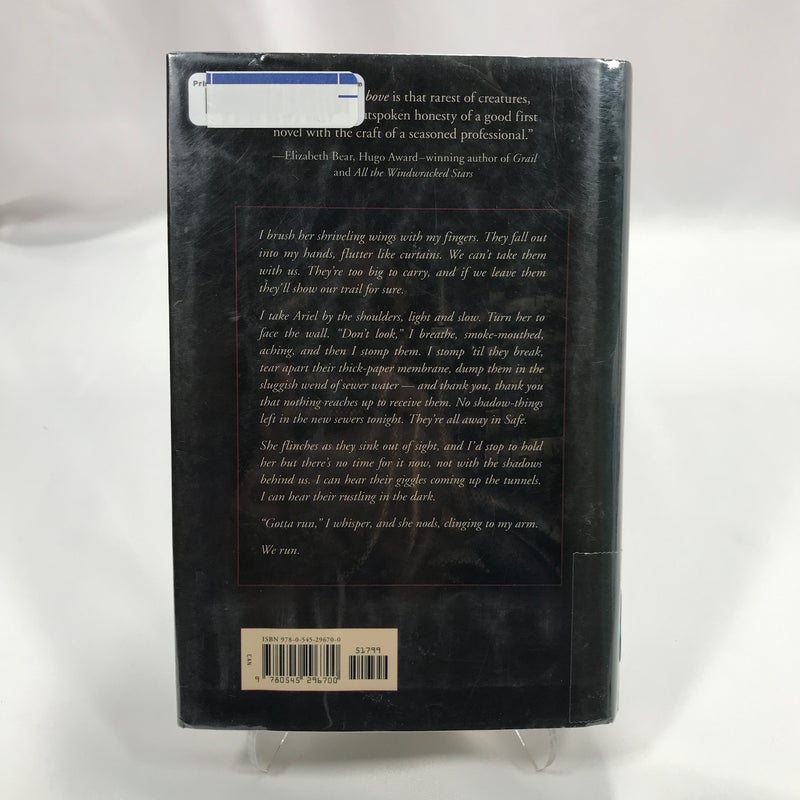 Pri
m
bove is that rarest of creatures,
utspoken honesty of a good first
novel with the craft of a seasoned professional.”
—Elizabeth Bear, Hugo Award–winning author of Grail
and All the Windwracked Stars
I brush her shriveling wings with my fingers. They fall out
into my hands, flutter like curtains. We can’t take them
with us. They’re too big to carry, and if we leave them
they’ll show our trail for sure.
I take Ariel by the shoulders, light and slow. Turn her to
face the wall. “Don’t look,” I breathe, smoke-mouthed,
aching, and then I stomp them. I stomp ’til they break,
tear apart their thick-paper membrane, dump them in the
sluggish wend of sewer water — and thank you, thank you
that nothing reaches up to receive them. No shadow-things
left in the new sewers tonight. They’re all away in Safe.
She flinches as they sink out of sight, and I’d stop to hold
her but there’s no time for it now, not with the shadows
behind us. I can hear their giggles coming up the tunnels.
I can hear their rustling in the dark.
“Gotta run,” I whisper, and she nods, clinging to my arm.
We run.
ISBN 978-0-545-29670-0
51799
EAN
9 780545 296700